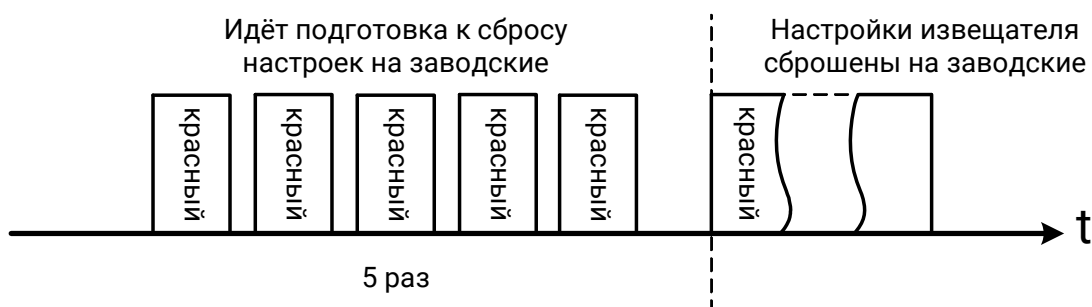 Идёт подготовка к сбросу
настроек на заводские
Настройки извещателя
сброшены на заводские
красный
красный
красный
красный
красный
красный
t
5 раз